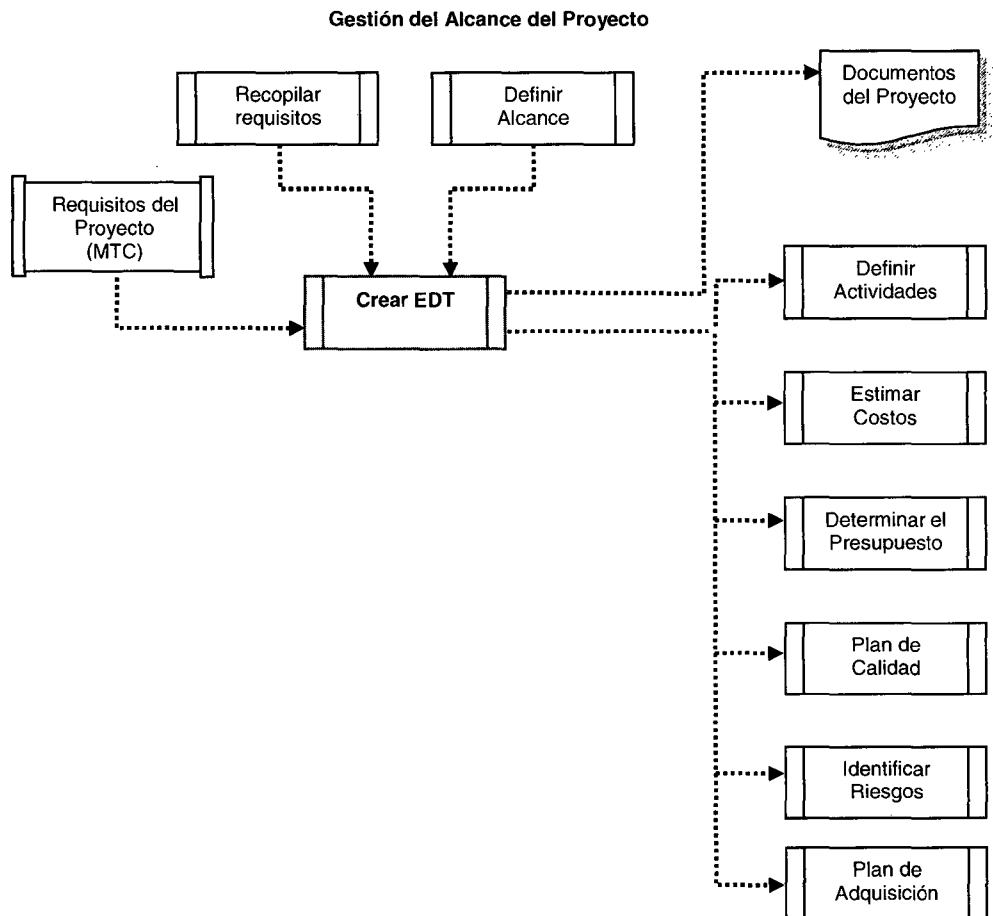 Gestión del Alcance del Proyecto
Recopilar
requisitos
Definir
Alcance
Documentos
del Proyecto
Requisitos del
Proyecto
(MTC)
Crear EDT
Definir
Actividades
Estimar
Costos
Determinar el
Presupuesto
Plan de
Calidad
Identificar
Riesgos
Plan de
Adquisición